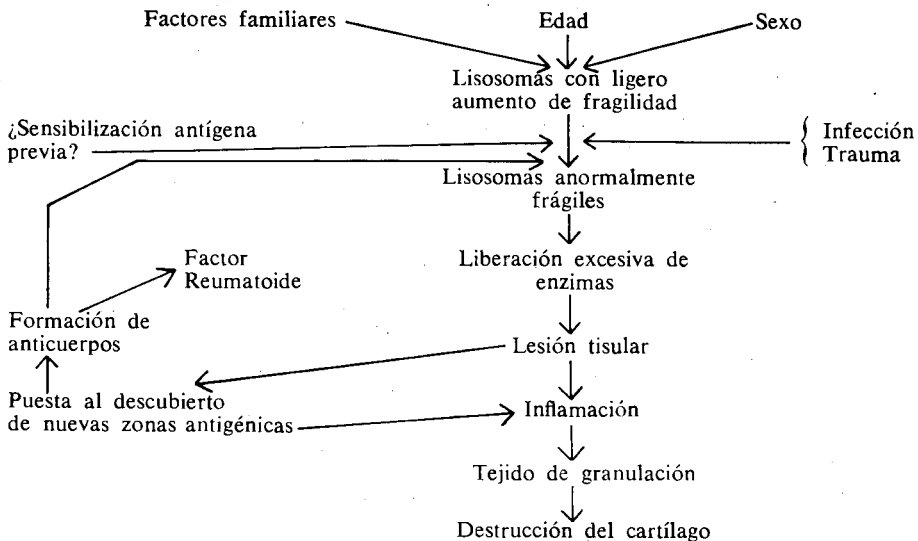 Factores familiares
Edad
Sexo
Lisosomas con ligero
aumento de fragilidad
¿Sensibilización antígena
previa?
Infección
Trauma
Lisosomas anormalmente
frágiles
Factor
Reumatoide
Liberación excesiva de
enzimas
Formación de
anticuerpos
Lesión tisular
Puesta al descubierto
de nuevas zonas antigénicas
Inflamación
Tejido de granulación
Destrucción del cartílago